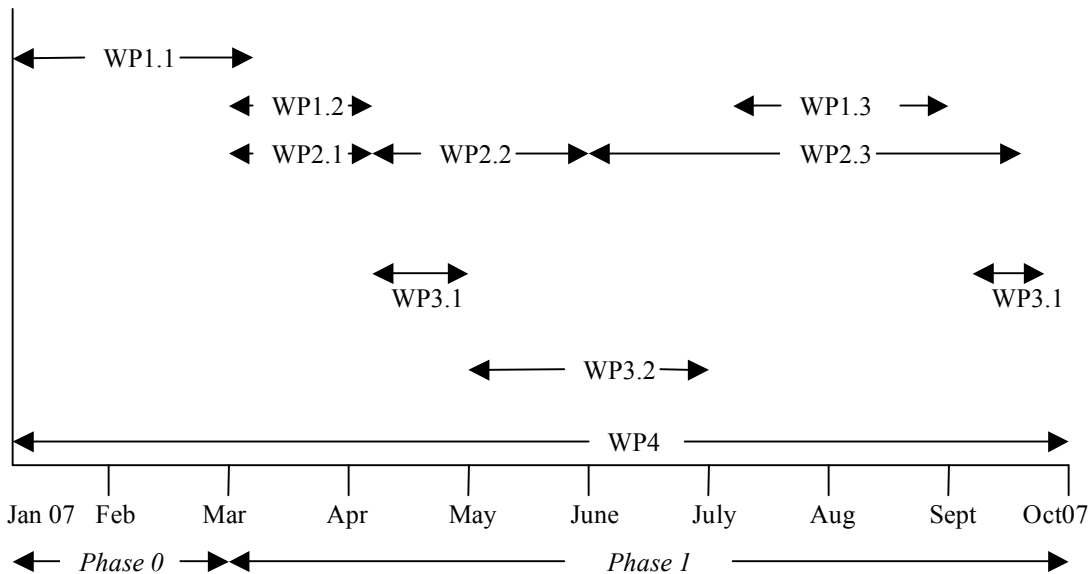 WP1.1
WP1.2 WP1.3
WP2.1 WP2.2 WP2.3
WP3.1 WP3.1
WP3.2
WP4
Jan 07 Feb Mar Apr May June July Aug Sept Oct07
Phase 0 Phase 1